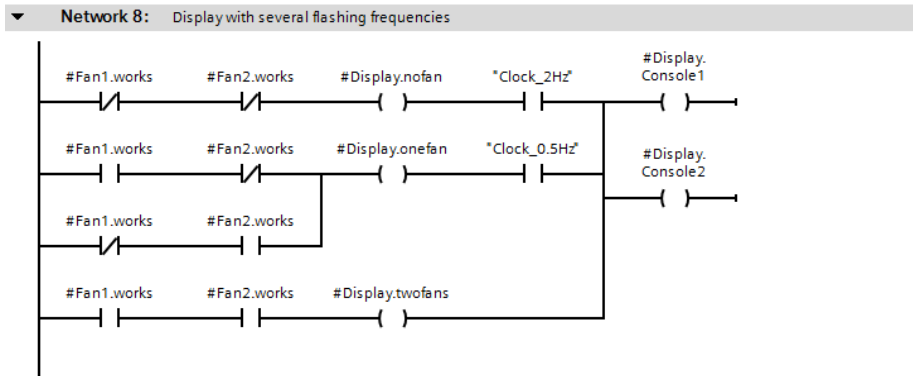 Network 8: Display with several flashing frequencies
#Display.
#Fan1.works #Fan2.works #Display.nofan "Clock_2Hz" Console1
#Fan1.works #Fan2.works #Display.onefan "Clock_0.5Hz" #Display.
Console2
#Fan1.works #Fan2.works
#Fan1.works #Fan2.works #Display.twofans